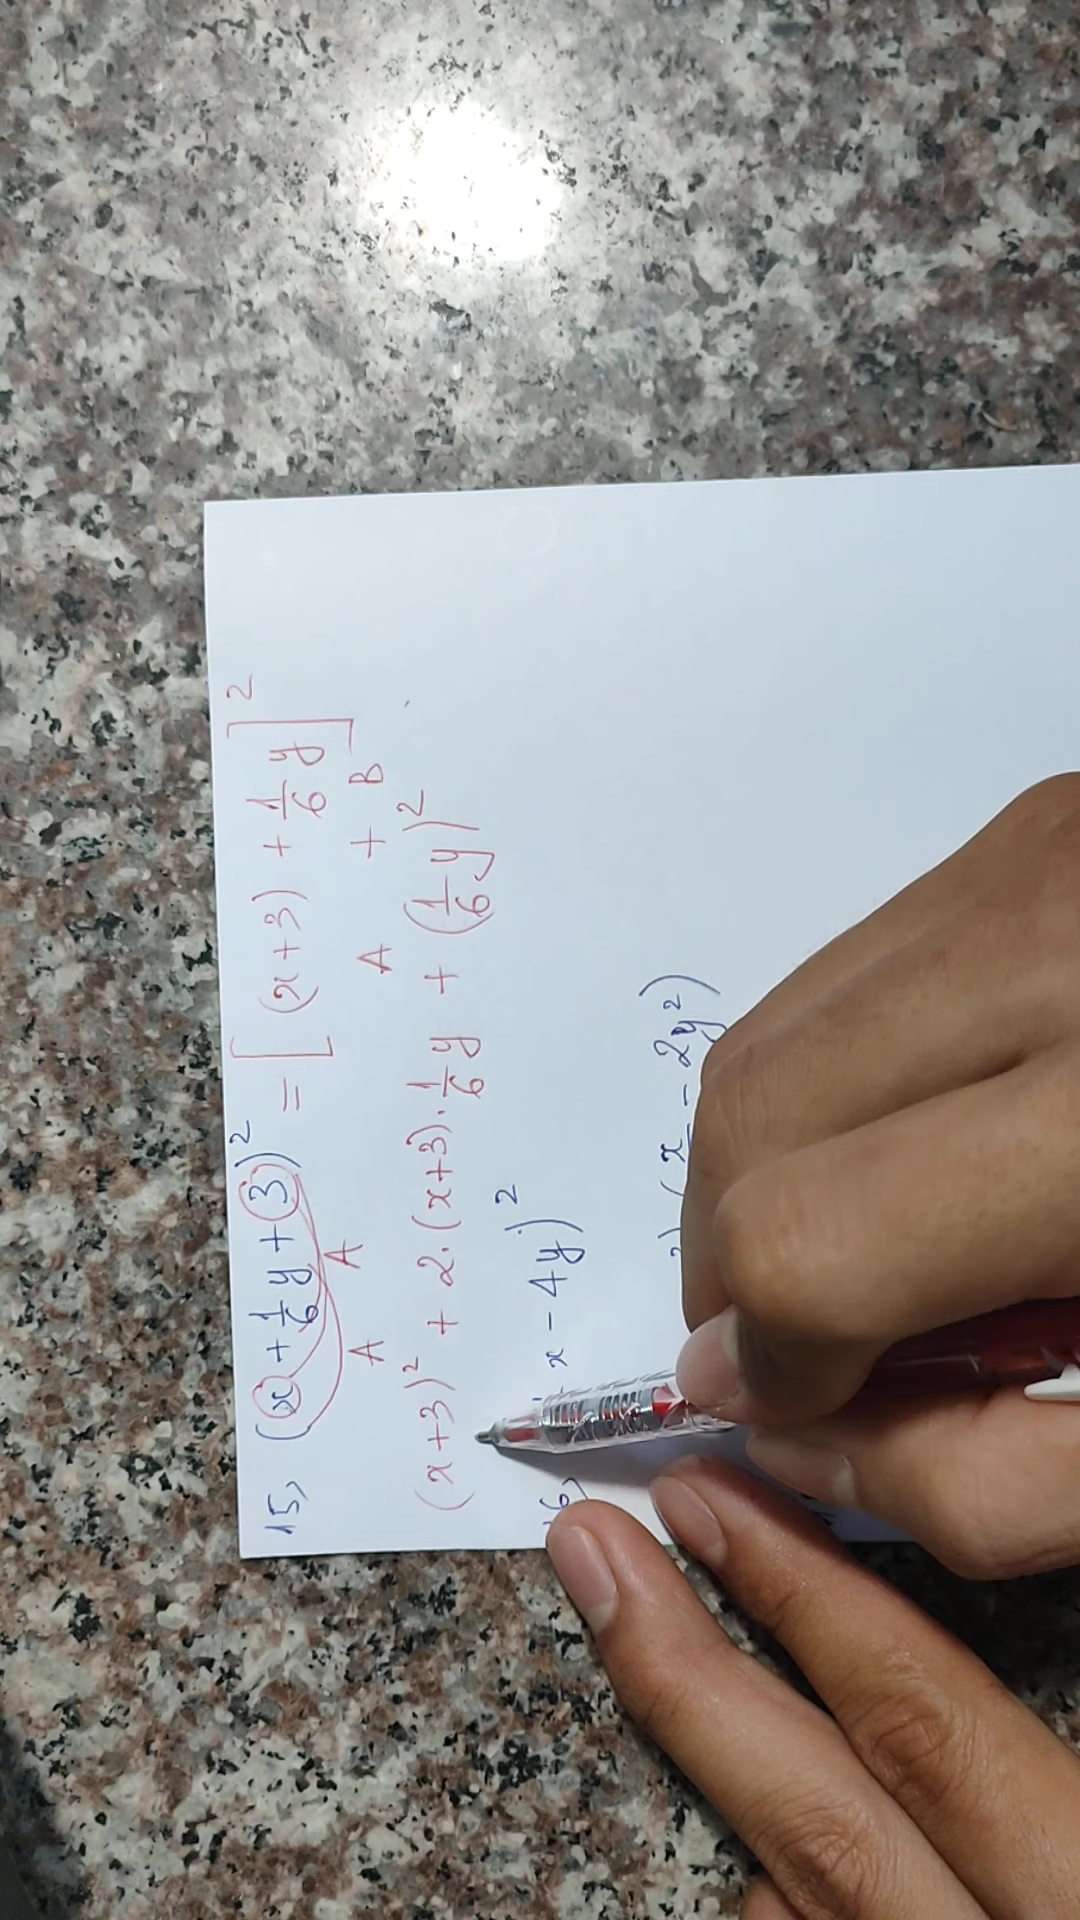 15, (x + 1/6 y + 3)² = [(x+3) + 1/6 y]²
A A A + B
(x+3)² + 2.(x+3).1/6 y + (1/6 y)²
x - 4y)²
- 2y²)